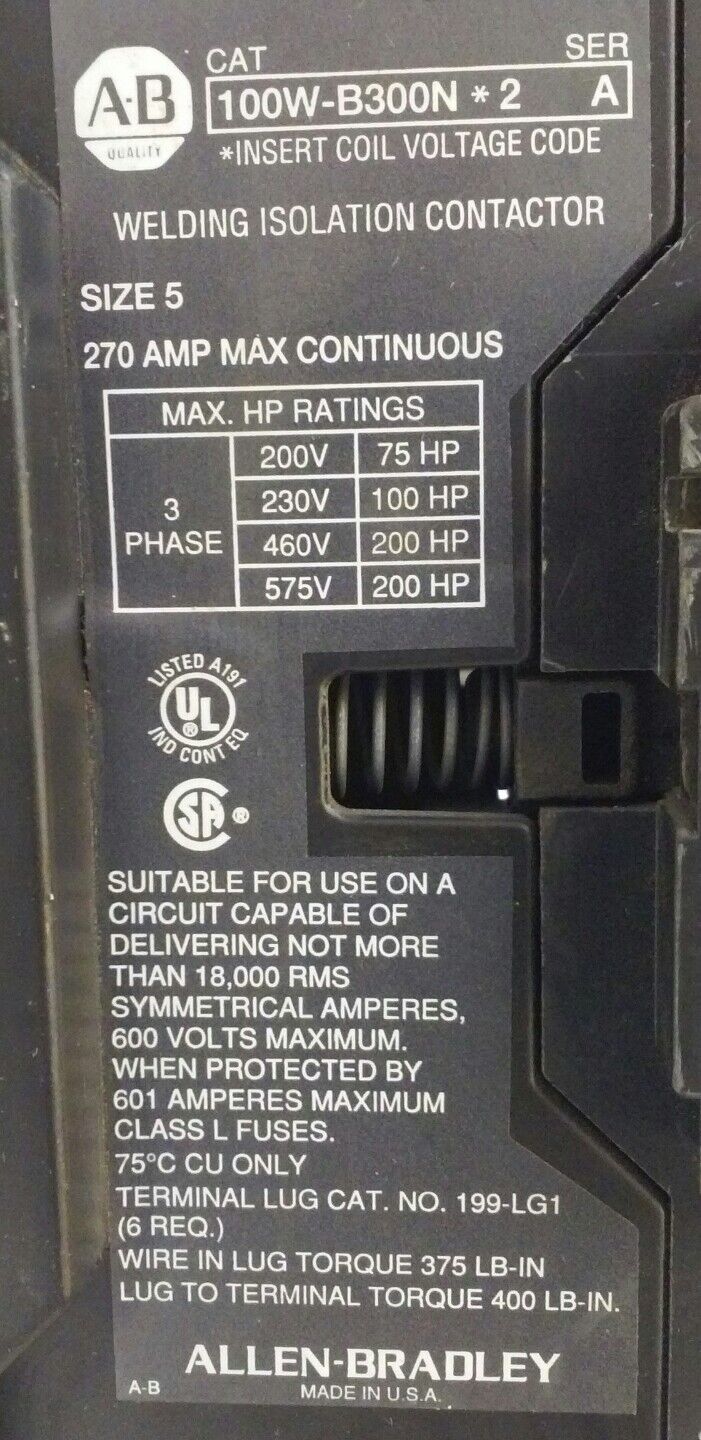 A-B
QUALITY
CAT SER
100W-B300N * 2 A
*INSERT COIL VOLTAGE CODE
WELDING ISOLATION CONTACTOR
SIZE 5
270 AMP MAX CONTINUOUS
MAX. HP RATINGS
3 PHASE
200V 75 HP
230V 100 HP
460V 200 HP
575V 200 HP
LISTED A191
UL ®
IND CONT EQ
SA ®
SUITABLE FOR USE ON A
CIRCUIT CAPABLE OF
DELIVERING NOT MORE
THAN 18,000 RMS
SYMMETRICAL AMPERES,
600 VOLTS MAXIMUM.
WHEN PROTECTED BY
601 AMPERES MAXIMUM
CLASS L FUSES.
75°C CU ONLY
TERMINAL LUG CAT. NO. 199-LG1
(6 REQ.)
WIRE IN LUG TORQUE 375 LB-IN
LUG TO TERMINAL TORQUE 400 LB-IN.
ALLEN-BRADLEY
A-B MADE IN U.S.A.